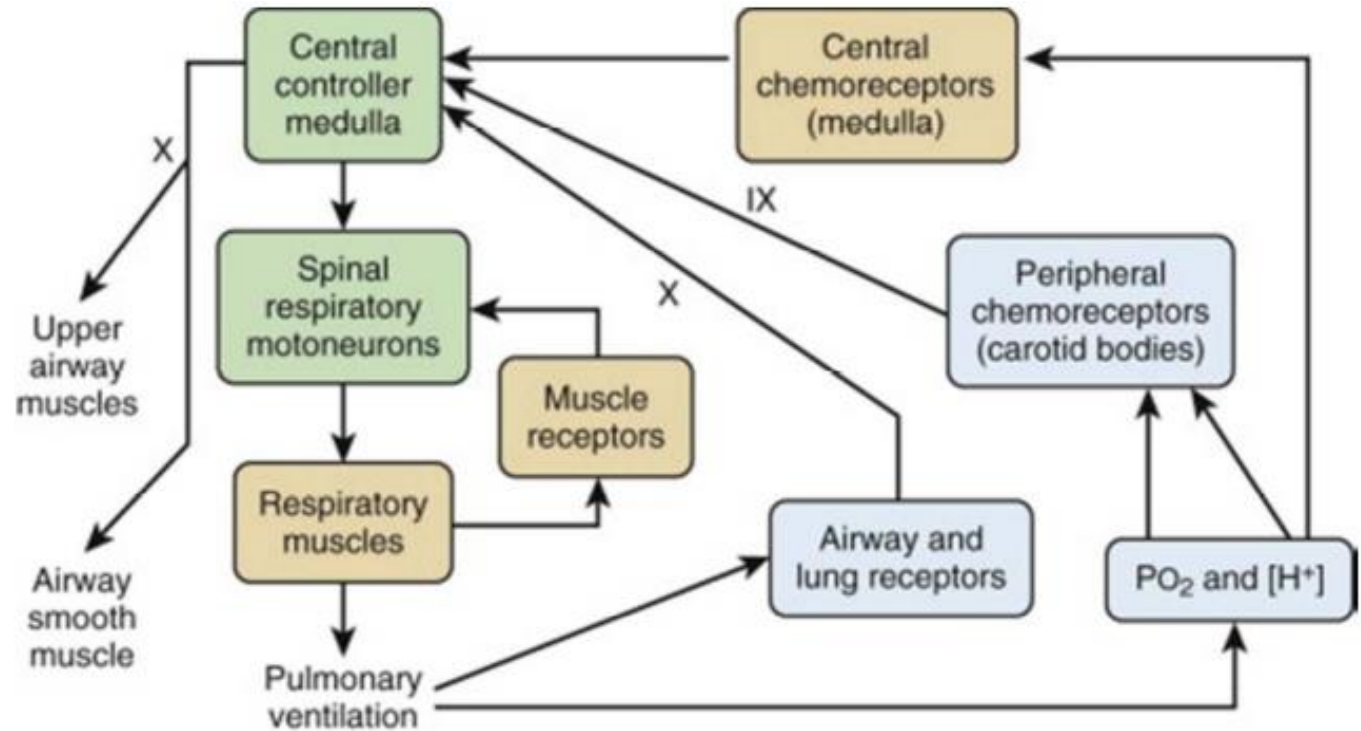 Central
controller
medulla
Central
chemoreceptors
(medulla)
X
IX
Spinal
respiratory
motoneurons
X
Peripheral
chemoreceptors
(carotid bodies)
Upper
airway
muscles
Muscle
receptors
Respiratory
muscles
Airway and
lung receptors
PO₂ and [H⁺]
Airway
smooth
muscle
Pulmonary
ventilation